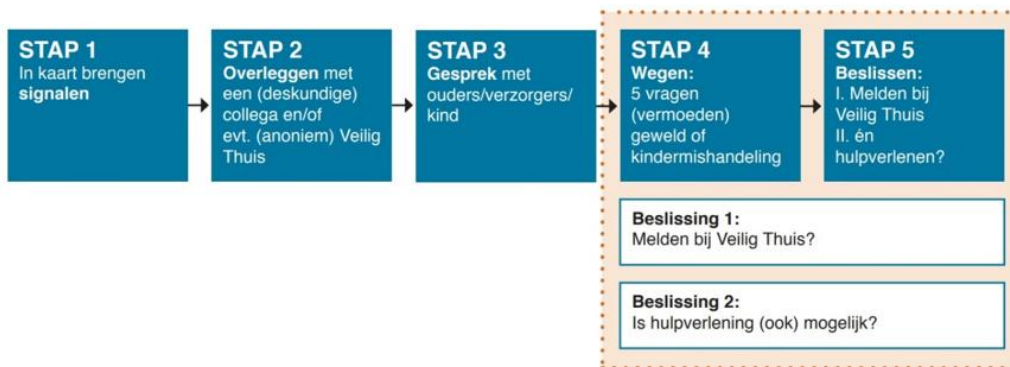 STAP 1
In kaart brengen
signalen
STAP 2
Overleggen met
een (deskundige)
collega en/of
evt. (anoniem) Veilig
Thuis
STAP 3
Gesprek met
ouders/verzorgers/
kind
STAP 4
Wegen:
5 vragen
(vermoeden)
geweld of
kindermishandeling
STAP 5
Beslissen:
I. Melden bij
Veilig Thuis
II. én
hulpverlenen?
Beslissing 1:
Melden bij Veilig Thuis?
Beslissing 2:
Is hulpverlening (ook) mogelijk?